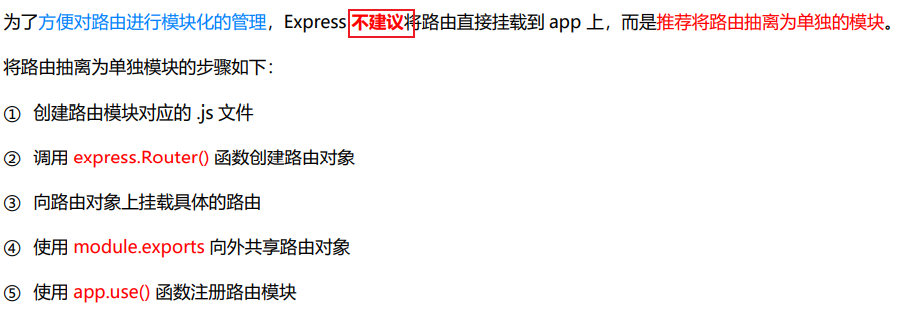 为了方便对路由进行模块化的管理，Express 不建议将路由直接挂载到 app 上，而是推荐将路由抽离为单独的模块。
将路由抽离为单独模块的步骤如下：
① 创建路由模块对应的 .js 文件
② 调用 express.Router() 函数创建路由对象
③ 向路由对象上挂载具体的路由
④ 使用 module.exports 向外共享路由对象
⑤ 使用 app.use() 函数注册路由模块